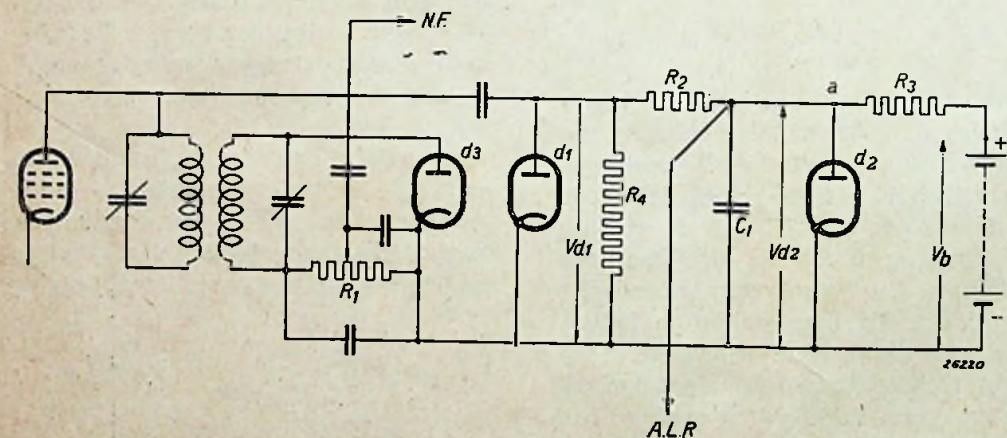 N.F.
R2
a
R3
d3
d1
d2
+
R4
Vd1
C1
Vd2
Vb
R1
-
26220
A.L.R